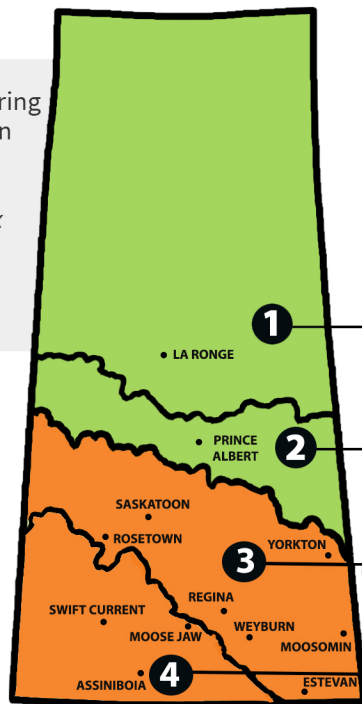 ring
n
1
LA RONGE
PRINCE
ALBERT
2
SASKATOON
ROSETOWN
YORKTON
3
REGINA
SWIFT CURRENT
WEYBURN
MOOSE JAW
MOOSOMIN
4
ASSINIBOIA
ESTEVAN